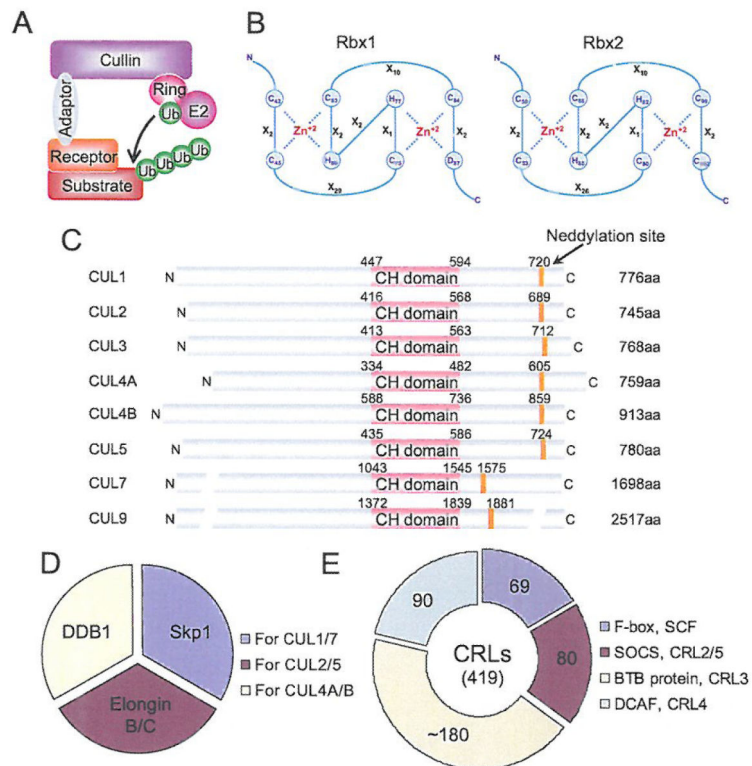 A
Cullin
Ring
Ub
E2
Adaptor
Receptor
Substrate
Ub Ub Ub Ub
B
Rbx1
N
X10
C42 C83 H77 C94
X2 Zn+2 X2 X2 X1 Zn+2 X2
C45 H80 C75 D97
X29
C
Rbx2
N
X10
C50 H82 C99
X2 Zn+2 X2 X2 X1 Zn+2 X2
C53 H85 C80 C102
X26
C
C
Neddylation site
447 594 720
CUL1 N CH domain C 776aa
416 568 689
CUL2 N CH domain C 745aa
413 563 712
CUL3 N CH domain C 768aa
334 482 605
CUL4A N CH domain C 759aa
588 736 859
CUL4B N CH domain C 913aa
435 586 724
CUL5 N CH domain C 780aa
1043 1545 1575
CUL7 N CH domain C 1698aa
1372 1839 1881
CUL9 N CH domain C 2517aa
D
DDB1
Skp1
Elongin
B/C
For CUL1/7
For CUL2/5
For CUL4A/B
E
90
69
80
~180
CRLs
(419)
F-box, SCF
SOCS, CRL2/5
BTB protein, CRL3
DCAF, CRL4